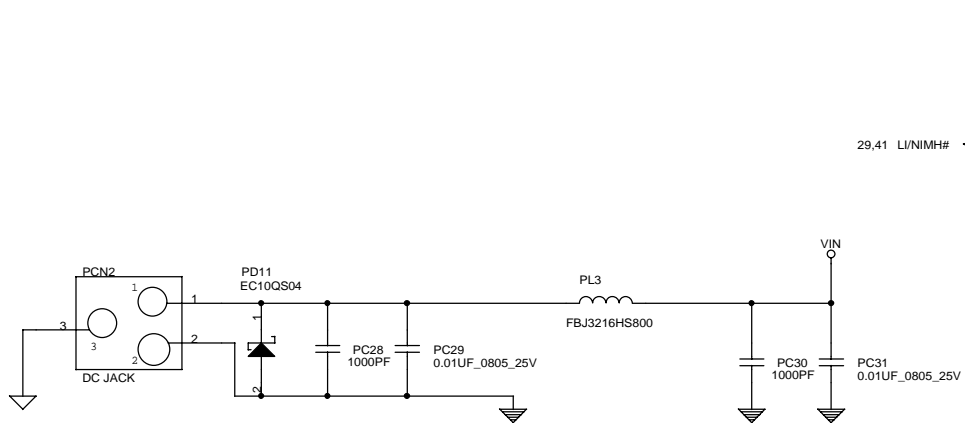 29,41 LI/NIMH#
VIN
PCN2
PD11
EC10QS04
PL3
FBJ3216HS800
1
1
3
3
2
2
DC JACK
1
2
PC28
1000PF
PC29
0.01UF_0805_25V
PC30
1000PF
PC31
0.01UF_0805_25V